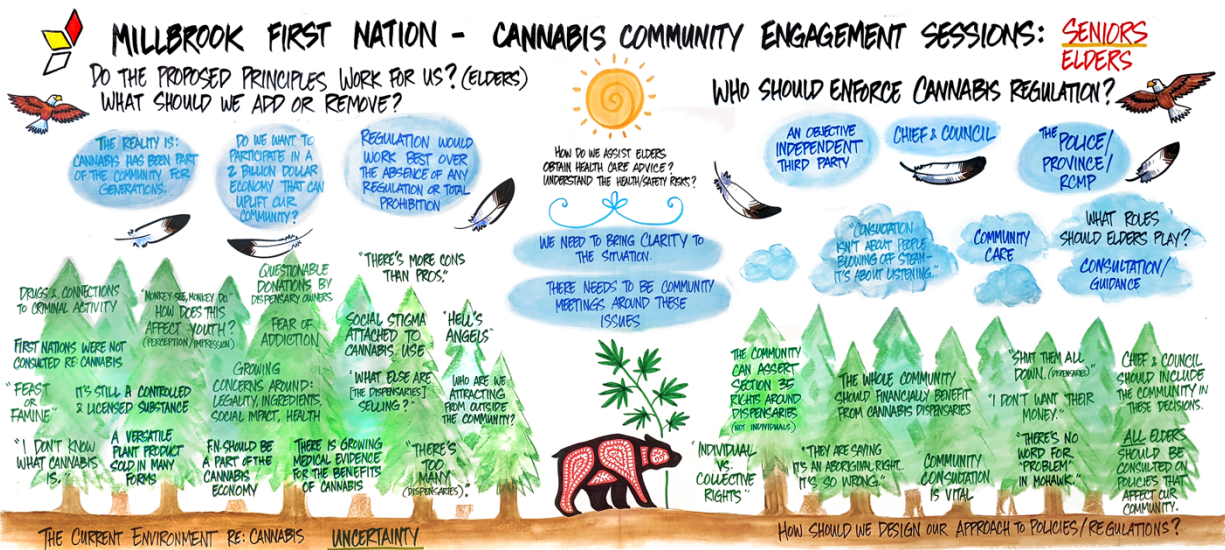 MILLBROOK FIRST NATION - CANNABIS COMMUNITY ENGAGEMENT SESSIONS: SENIORS
ELDERS
DO THE PROPOSED PRINCIPLES WORK FOR US? (ELDERS)
WHAT SHOULD WE ADD OR REMOVE?
THE REALITY IS:
CANNABIS HAS BEEN PART
OF THE COMMUNITY FOR
GENERATIONS.
DO WE WANT TO
PARTICIPATE IN A
2 BILLION DOLLAR
ECONOMY THAT CAN
UPLIFT OUR
COMMUNITY?
REGULATION WOULD
WORK BEST OVER
THE ABSENCE OF ANY
REGULATION OR TOTAL
PROHIBITION
HOW DO WE ASSIST ELDERS
OBTAIN HEALTH CARE ADVICE?
UNDERSTAND THE HEALTH/SAFETY RISKS?
WE NEED TO BRING CLARITY TO
THE SITUATION.
THERE NEEDS TO BE COMMUNITY
MEETINGS AROUND THESE
ISSUES
WHO SHOULD ENFORCE CANNABIS REGULATION?
AN OBJECTIVE
INDEPENDENT
THIRD PARTY
CHIEF & COUNCIL
THE POLICE/
PROVINCE/
RCMP
"CONSULTATION
ISN'T ABOUT PEOPLE
BLOWING OFF STEAM-
IT'S ABOUT LISTENING."
COMMUNITY
CARE
WHAT ROLES
SHOULD ELDERS PLAY?
CONSULTATION/
GUIDANCE
DRUGS & CONNECTIONS
TO CRIMINAL ACTIVITY
"MONKEY SEE, MONKEY DO."
HOW DOES THIS
AFFECT YOUTH?
(PERCEPTION/IMPRESSION)
QUESTIONABLE
DONATIONS BY
DISPENSARY OWNERS
FEAR OF
ADDICTION
"THERE'S MORE CONS
THAN PROS."
SOCIAL STIGMA
ATTACHED TO
CANNABIS USE
"HELL'S
ANGELS"
FIRST NATIONS WERE NOT
CONSULTED RE: CANNABIS
"FEAST
OR
FAMINE"
IT'S STILL A CONTROLLED
& LICENSED SUBSTANCE
GROWING
CONCERNS AROUND:
LEGALITY, INGREDIENTS,
SOCIAL IMPACT, HEALTH
"WHAT ELSE ARE
[THE DISPENSARIES]
SELLING?"
WHO ARE WE
ATTRACTING
FROM OUTSIDE
THE COMMUNITY?
"I DON'T KNOW
WHAT CANNABIS
IS."
A VERSATILE
PLANT PRODUCT
SOLD IN MANY
FORMS
F.N. SHOULD BE
A PART OF THE
CANNABIS
ECONOMY
THERE IS GROWING
MEDICAL EVIDENCE
FOR THE BENEFITS
OF CANNABIS
"THERE'S
TOO
MANY
(DISPENSARIES)."
THE COMMUNITY
CAN ASSERT
SECTION 35
RIGHTS AROUND
DISPENSARIES
(NOT INDIVIDUALS)
"INDIVIDUAL
VS.
COLLECTIVE
RIGHTS"
THE WHOLE COMMUNITY
SHOULD FINANCIALLY BENEFIT
FROM CANNABIS DISPENSARIES
"THEY ARE SAYING
IT'S AN ABORIGINAL RIGHT.
IT'S SO WRONG."
COMMUNITY
CONSULTATION
IS VITAL
"SHUT THEM ALL
DOWN. (DISPENSARIES)"
"I DON'T WANT THEIR
MONEY."
"THERE'S NO
WORD FOR
'PROBLEM'
IN MOHAWK."
CHIEF & COUNCIL
SHOULD INCLUDE
THE COMMUNITY IN
THESE DECISIONS.
ALL ELDERS
SHOULD BE
CONSULTED ON
POLICIES THAT
AFFECT OUR
COMMUNITY.
THE CURRENT ENVIRONMENT RE: CANNABIS UNCERTAINTY
HOW SHOULD WE DESIGN OUR APPROACH TO POLICIES/REGULATIONS?